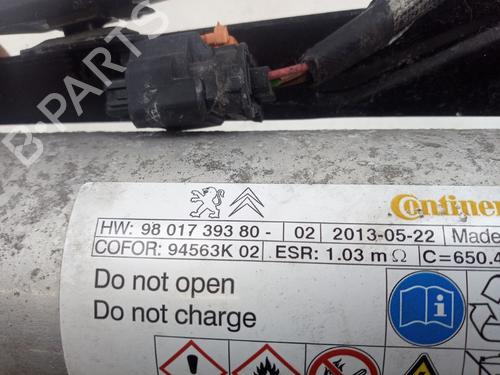 B-PARTS
Contine
HW: 98 017 393 80- 02 2013-05-22 Made
COFOR: 94563K 02 ESR: 1.03 mΩ C=650.4
Do not open
Do not charge